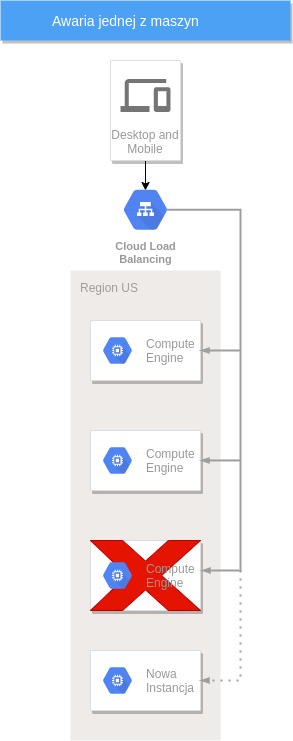 Awaria jednej z maszyn
Desktop and
Mobile
Cloud Load
Balancing
Region US
Compute
Engine
Compute
Engine
Compute
Engine
Nowa
Instancja